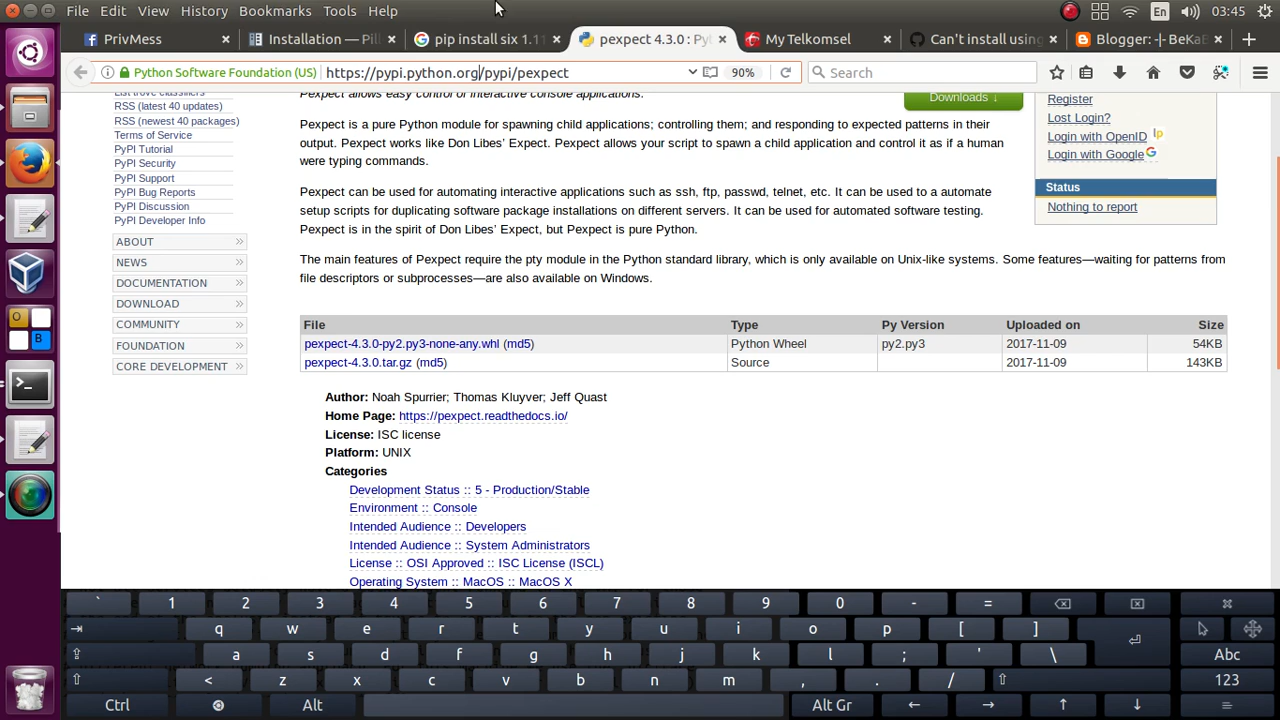 File Edit View History Bookmarks Tools Help
En 03:45
PrivMess
Installation — Pill
pip install six 1.11
pexpect 4.3.0 : Py
My Telkomsel
Can't install using
Blogger: -|- BeKaB
Python Software Foundation (US) https://pypi.python.org/pypi/pexpect 90% Search
List trove classifiers
RSS (latest 40 updates)
RSS (newest 40 packages)
Terms of Service
PyPI Tutorial
PyPI Security
PyPI Support
PyPI Bug Reports
PyPI Discussion
PyPI Developer Info
ABOUT »
NEWS »
DOCUMENTATION »
DOWNLOAD »
COMMUNITY »
FOUNDATION »
CORE DEVELOPMENT »
Pexpect allows easy control of interactive console applications.
Downloads ↓
Pexpect is a pure Python module for spawning child applications; controlling them; and responding to expected patterns in their
output. Pexpect works like Don Libes' Expect. Pexpect allows your script to spawn a child application and control it as if a human
were typing commands.
Pexpect can be used for automating interactive applications such as ssh, ftp, passwd, telnet, etc. It can be used to a automate
setup scripts for duplicating software package installations on different servers. It can be used for automated software testing.
Pexpect is in the spirit of Don Libes' Expect, but Pexpect is pure Python.
The main features of Pexpect require the pty module in the Python standard library, which is only available on Unix-like systems. Some features—waiting for patterns from
file descriptors or subprocesses—are also available on Windows.
File Type Py Version Uploaded on Size
pexpect-4.3.0-py2.py3-none-any.whl (md5) Python Wheel py2.py3 2017-11-09 54KB
pexpect-4.3.0.tar.gz (md5) Source 2017-11-09 143KB
Author: Noah Spurrier; Thomas Kluyver; Jeff Quast
Home Page: https://pexpect.readthedocs.io/
License: ISC license
Platform: UNIX
Categories
Development Status :: 5 - Production/Stable
Environment :: Console
Intended Audience :: Developers
Intended Audience :: System Administrators
License :: OSI Approved :: ISC License (ISCL)
Operating System :: MacOS :: MacOS X
Register
Lost Login?
Login with OpenID lp
Login with Google G
Status
Nothing to report
` 1 2 3 4 5 6 7 8 9 0 - =
q w e r t y u i o p [ ]
a s d f g h j k l ; ' \ Abc
< z x c v b n m , . / 123
Ctrl Alt Alt Gr ← → ↑ ↓